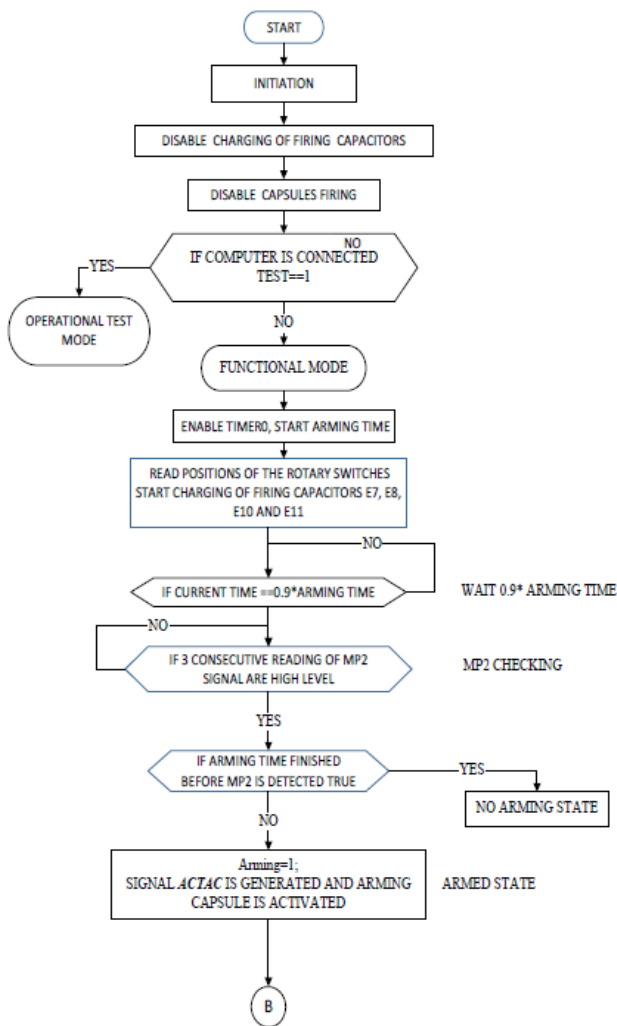 START
INITIATION
DISABLE CHARGING OF FIRING CAPACITORS
DISABLE CAPSULES FIRING
NO
IF COMPUTER IS CONNECTED
TEST==1
YES
OPERATIONAL TEST
MODE
NO
FUNCTIONAL MODE
ENABLE TIMER0, START ARMING TIME
READ POSITIONS OF THE ROTARY SWITCHES
START CHARGING OF FIRING CAPACITORS E7, E8,
E10 AND E11
NO
IF CURRENT TIME ==0.9* ARMING TIME
WAIT 0.9* ARMING TIME
NO
IF 3 CONSECUTIVE READING OF MP2
SIGNAL ARE HIGH LEVEL
MP2 CHECKING
YES
IF ARMING TIME FINISHED
BEFORE MP2 IS DETECTED TRUE
YES
NO ARMING STATE
NO
Arming=1;
SIGNAL ACTAC IS GENERATED AND ARMING
CAPSULE IS ACTIVATED
ARMED STATE
B